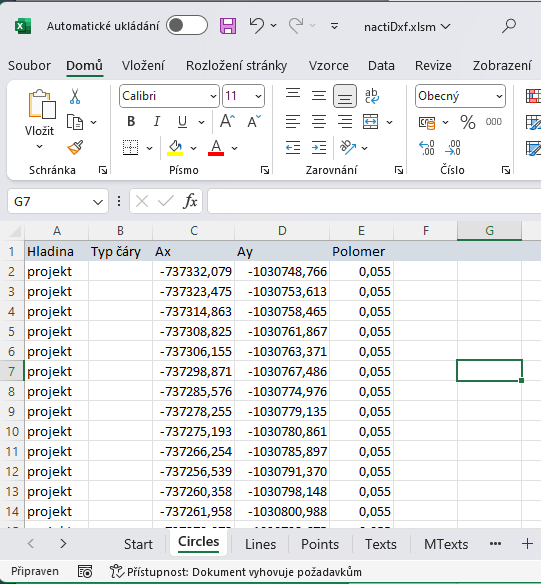 Automatické ukládání nactiDxf.xlsm
Soubor Domů Vložení Rozložení stránky Vzorce Data Revize Zobrazení
Vložit Calibri 11 Obecný
B I U A A ab c
A % 000
Schránka Písmo Zarovnání Číslo
G7 fx
A B C D E F G
1 Hladina Typ čáry Ax Ay Polomer
2 projekt -737332,079 -1030748,766 0,055
3 projekt -737323,475 -1030753,613 0,055
4 projekt -737314,863 -1030758,465 0,055
5 projekt -737308,825 -1030761,867 0,055
6 projekt -737306,155 -1030763,371 0,055
7 projekt -737298,871 -1030767,486 0,055
8 projekt -737285,576 -1030774,976 0,055
9 projekt -737278,255 -1030779,135 0,055
10 projekt -737275,193 -1030780,861 0,055
11 projekt -737266,254 -1030785,897 0,055
12 projekt -737256,539 -1030791,370 0,055
13 projekt -737260,358 -1030798,148 0,055
14 projekt -737261,958 -1030800,988 0,055
Start Circles Lines Points Texts MTexts
Připraven Přístupnost: Dokument vyhovuje požadavkům